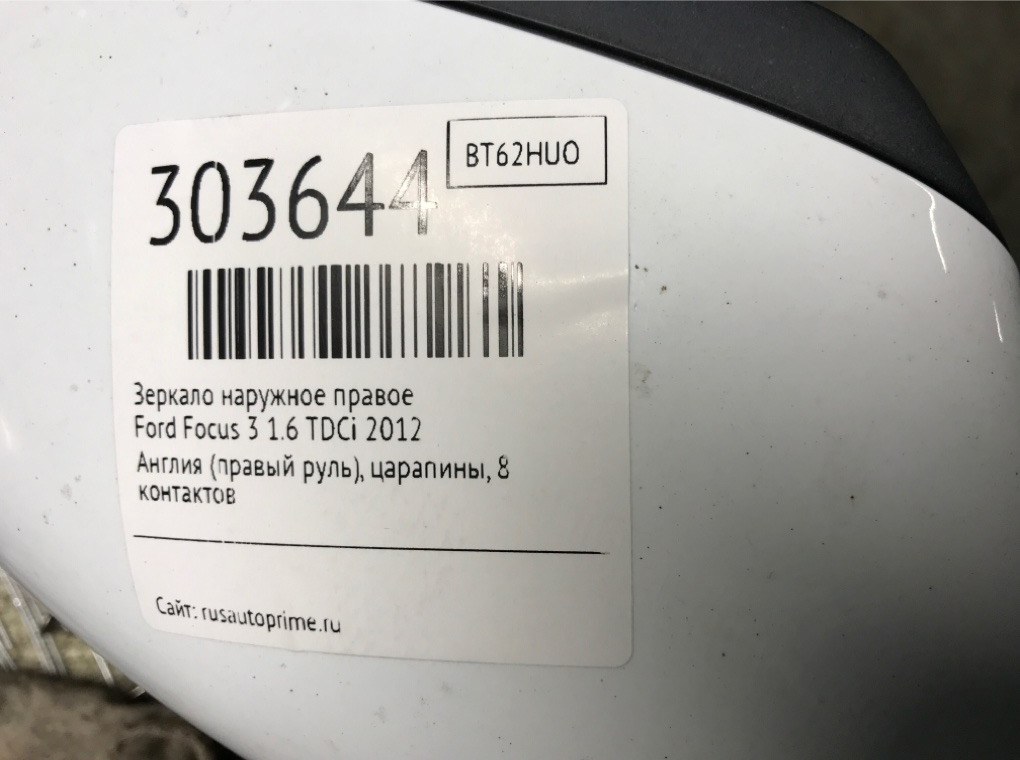 303644
BT62HUO
Зеркало наружное правое
Ford Focus 3 1.6 TDCi 2012
Англия (правый руль), царапины, 8
контактов
Сайт: rusautoprime.ru